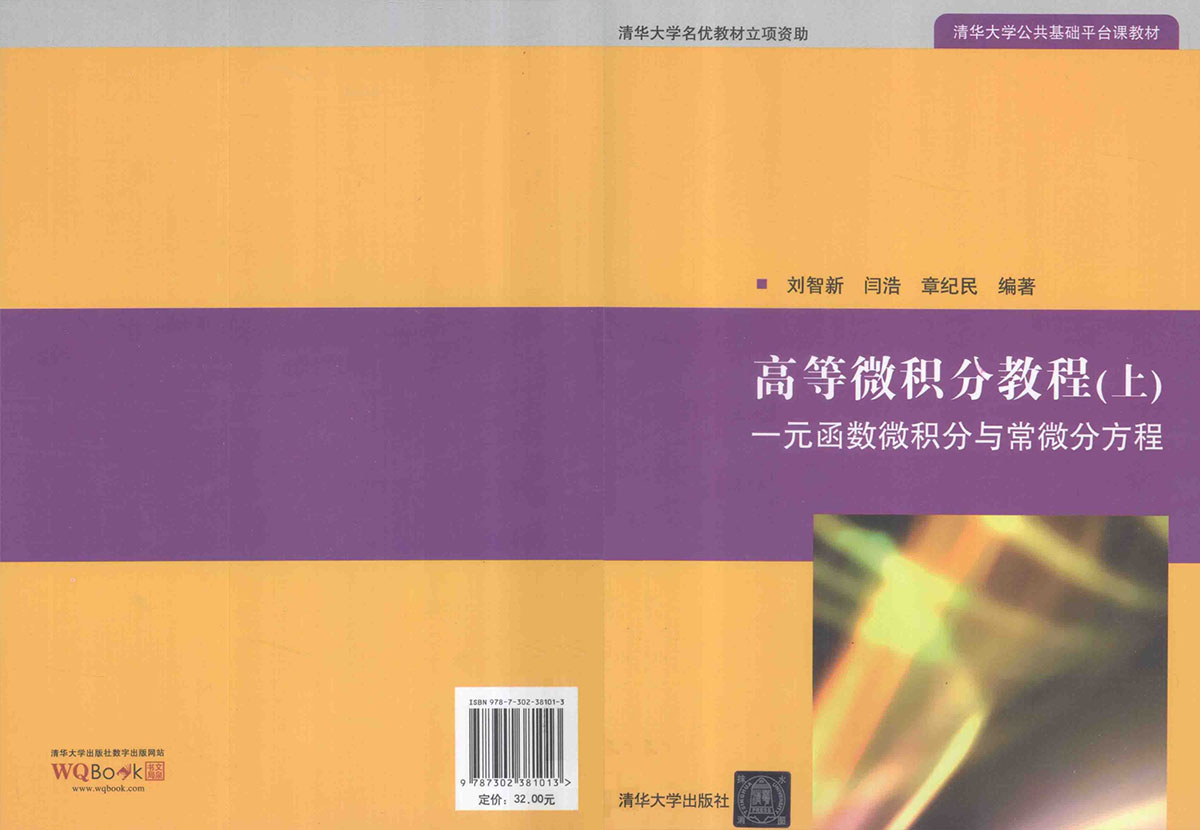 清华大学名优教材立项资助
清华大学公共基础平台课教材
刘智新 闫浩 章纪民 编著
高等微积分教程(上)
一元函数微积分与常微分方程
清华大学出版社
清华大学出版社数字出版网站
WQBook 书文局泉
www.wqbook.com
ISBN 978-7-302-38101-3
9 787302 381013 >
定价：32.00元